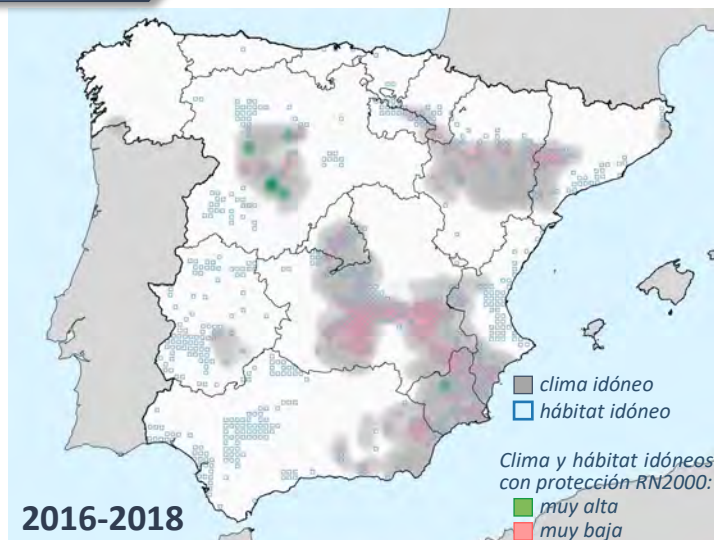 clima idóneo
hábitat idóneo
Clima y hábitat idóneos
con protección RN2000:
muy alta
muy baja
2016-2018